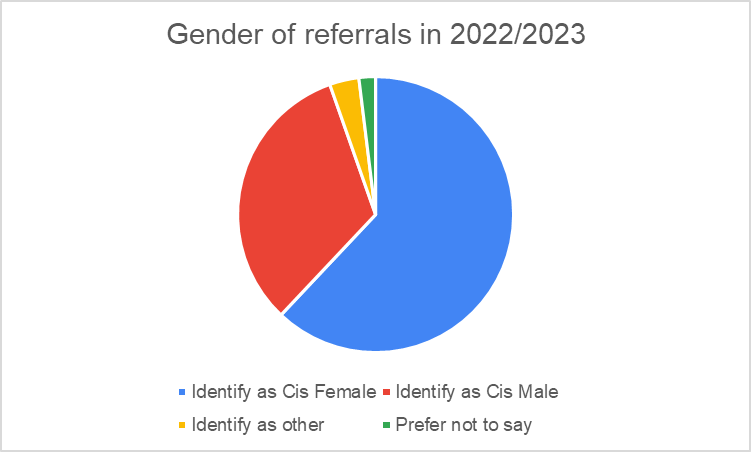 Gender of referrals in 2022/2023
Identify as Cis Female Identify as Cis Male
Identify as other Prefer not to say